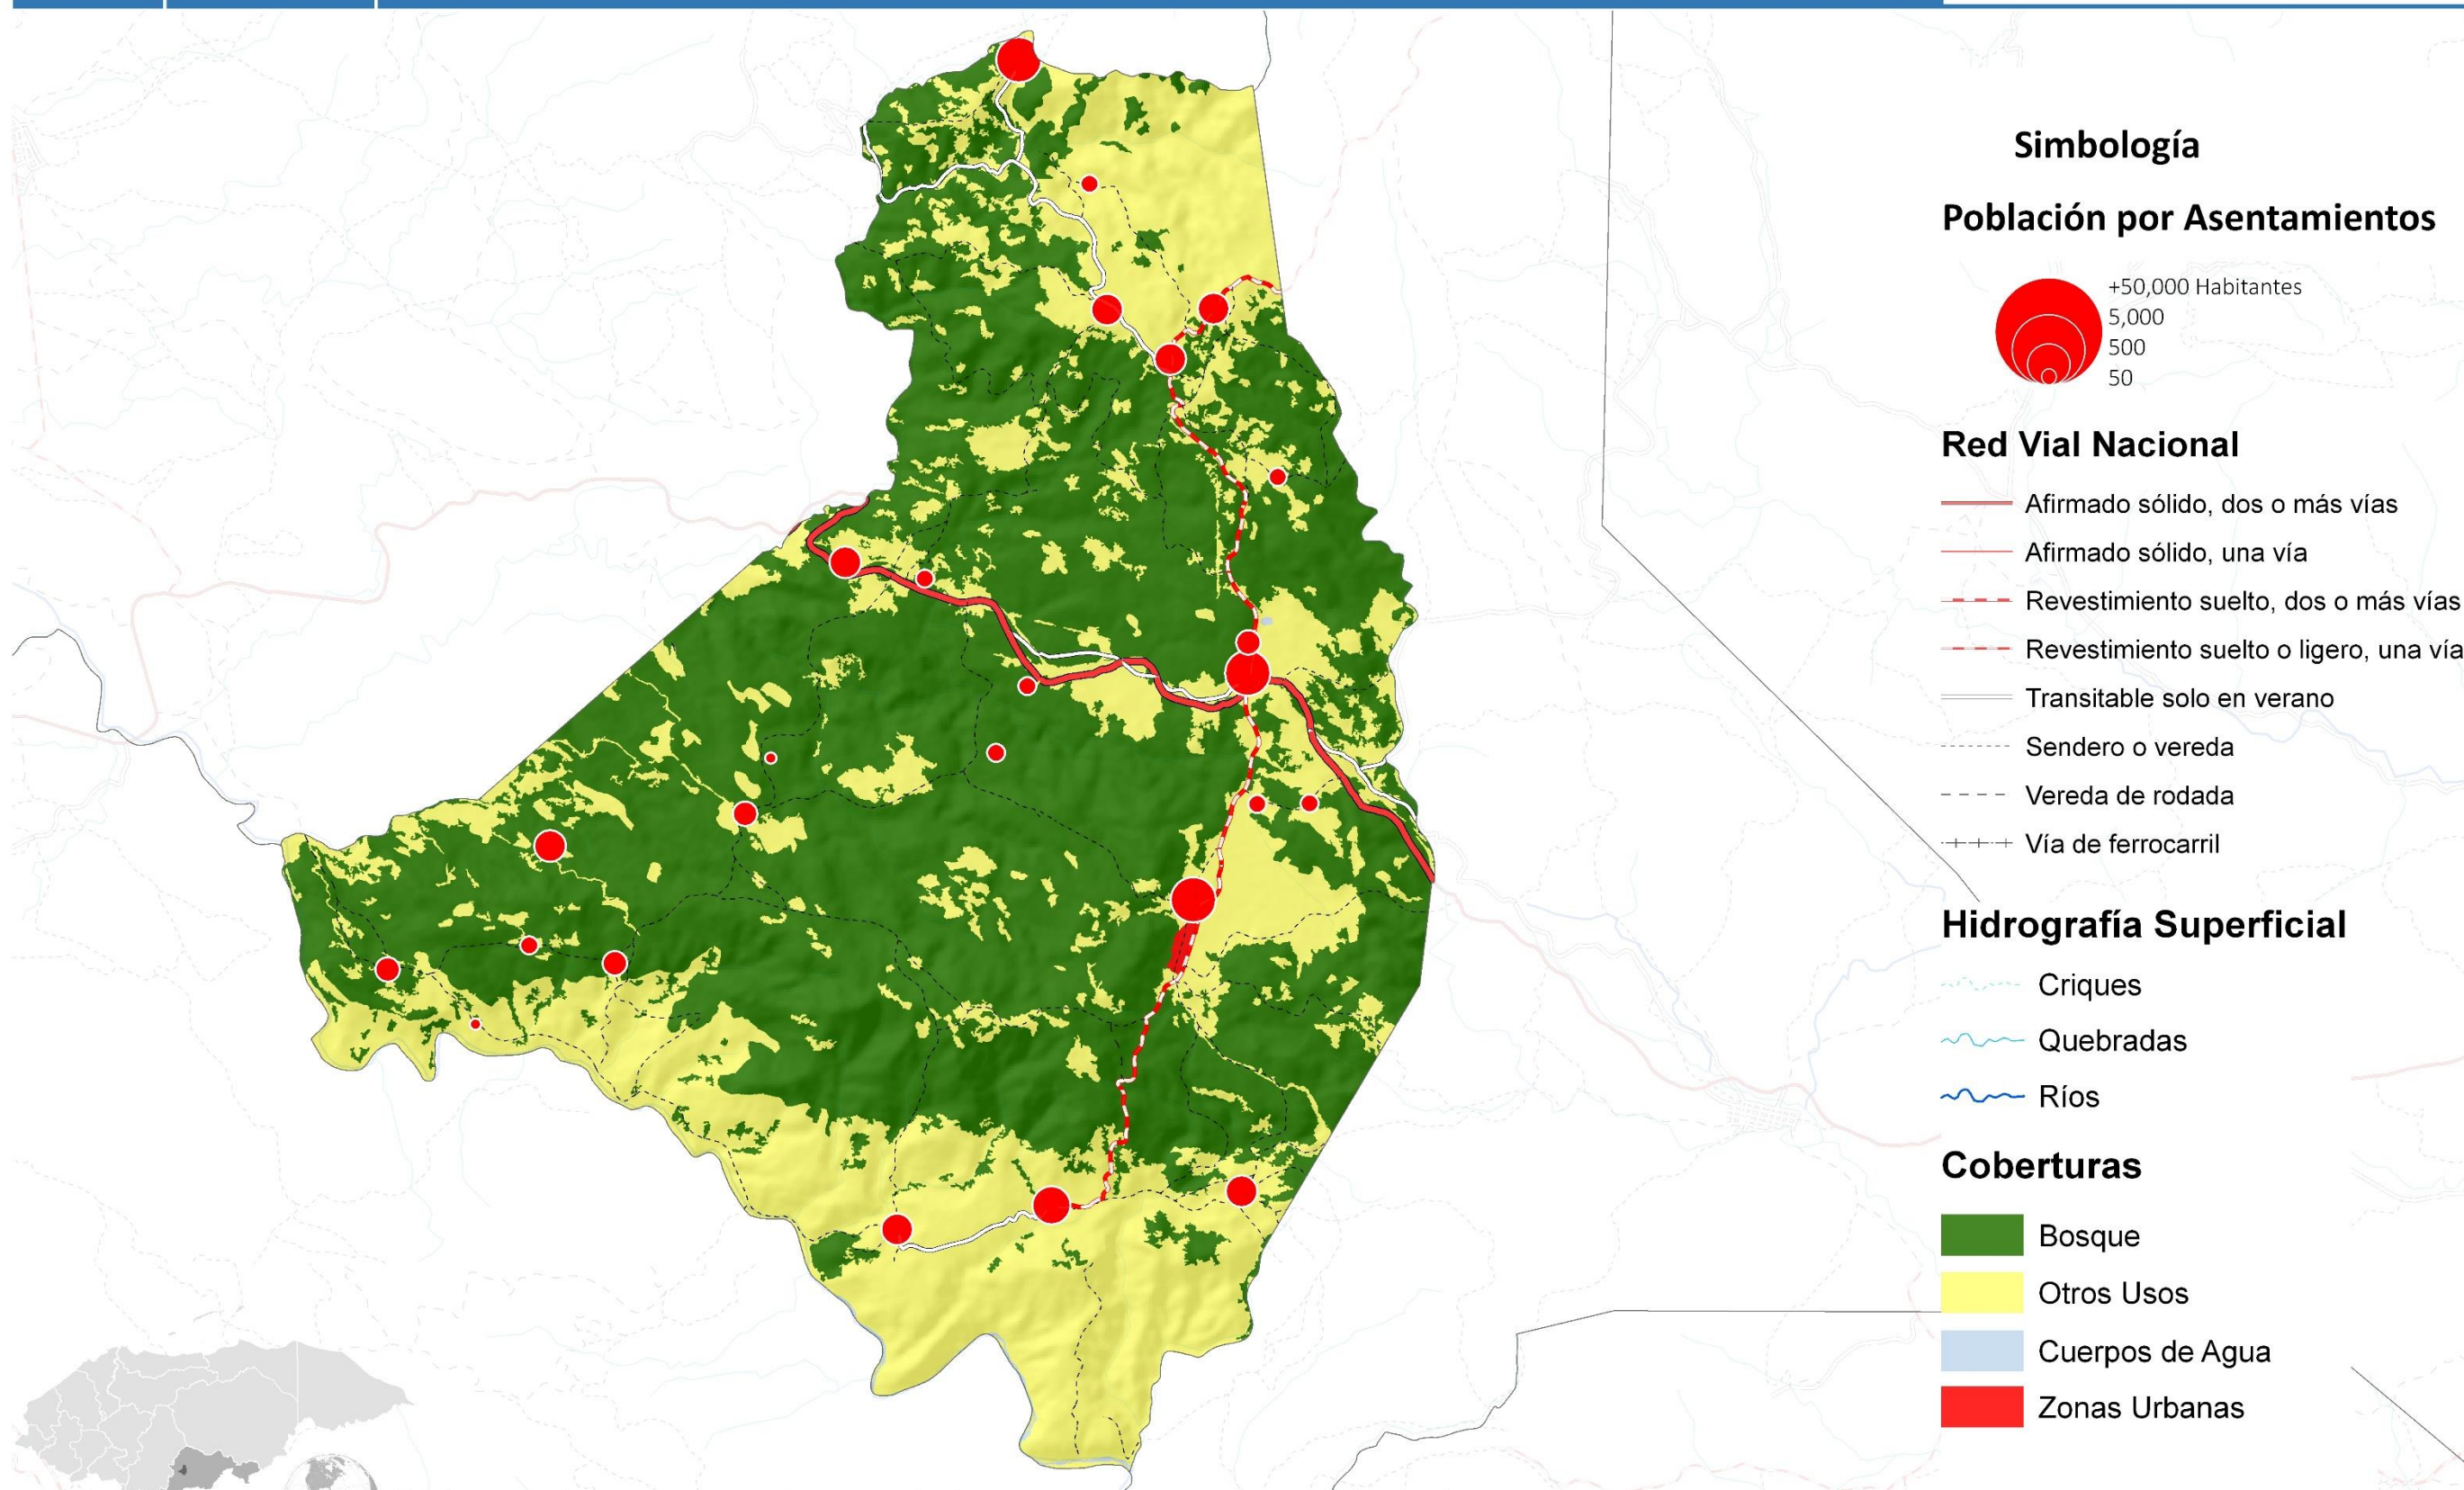 Simbología
Población por Asentamientos
+50,000 Habitantes
5,000
500
50
Red Vial Nacional
Afirmado sólido, dos o más vías
Afirmado sólido, una vía
Revestimiento suelto, dos o más vías
Revestimiento suelto o ligero, una vía
Transitable solo en verano
Sendero o vereda
Vereda de rodada
Vía de ferrocarril
Hidrografía Superficial
Criques
Quebradas
Ríos
Coberturas
Bosque
Otros Usos
Cuerpos de Agua
Zonas Urbanas